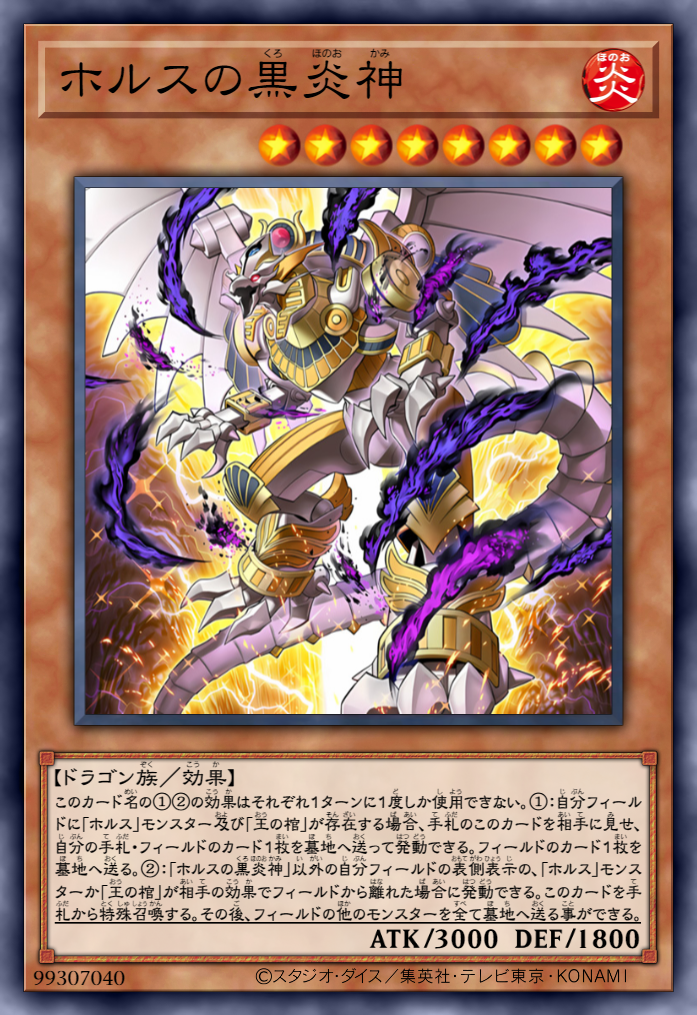 ホルスの黒炎神
炎
【ドラゴン族／効果】
このカード名の①②の効果はそれぞれ1ターンに1度しか使用できない。①：自分フィール
ドに「ホルス」モンスター及び「王の棺」が存在する場合、手札のこのカードを相手に見せ、
自分の手札・フィールドのカード1枚を墓地へ送って発動できる。フィールドのカード1枚を
墓地へ送る。②：「ホルスの黒炎神」以外の自分フィールドの表側表示の、「ホルス」モンス
ターか「王の棺」が相手の効果でフィールドから離れた場合に発動できる。このカードを手
札から特殊召喚する。その後、フィールドの他のモンスターを全て墓地へ送る事ができる。
ATK/3000 DEF/1800
99307040 ©スタジオ・ダイス／集英社・テレビ東京・KONAMI